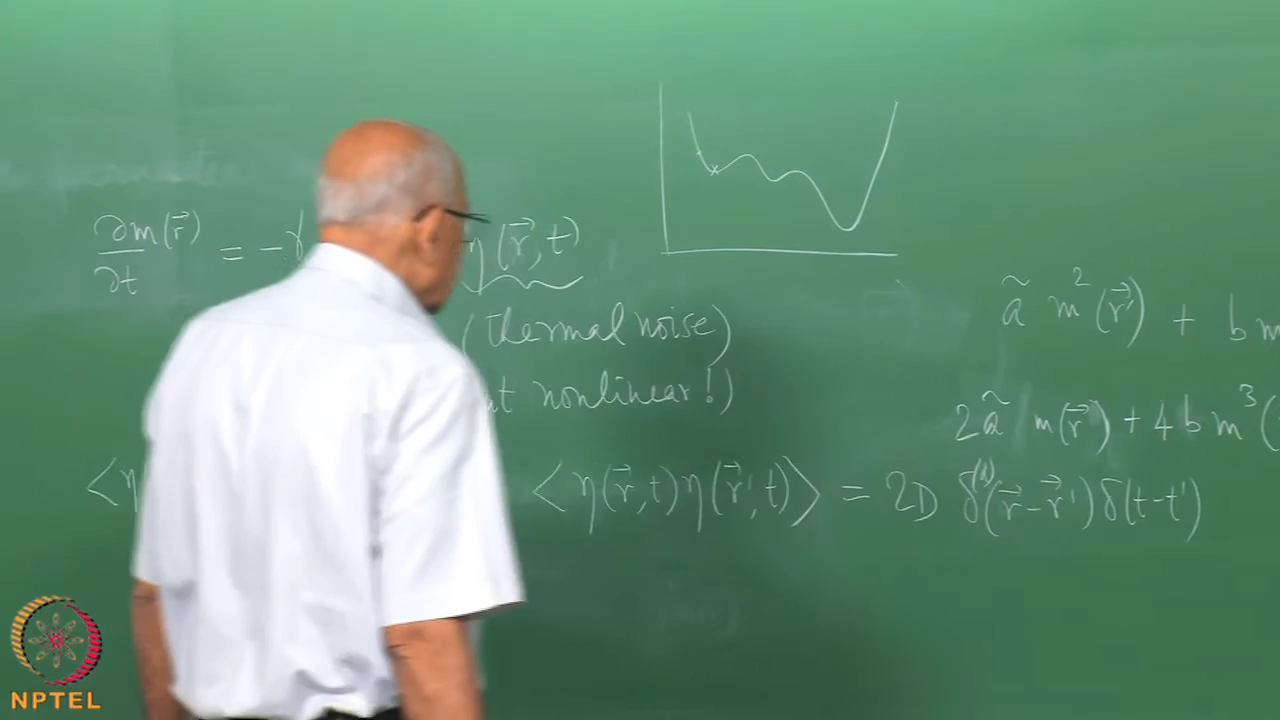 ∂m(r⃗)/∂t = -γ η(r⃗, t)
(thermal noise)
nonlinear!)
ã m²(r⃗) + b m
2ã m(r⃗) + 4b m³(
<η
<η(r⃗,t)η(r⃗',t)> = 2D δ⁽ᵈ⁾(r⃗-r⃗')δ(t-t')
NPTEL